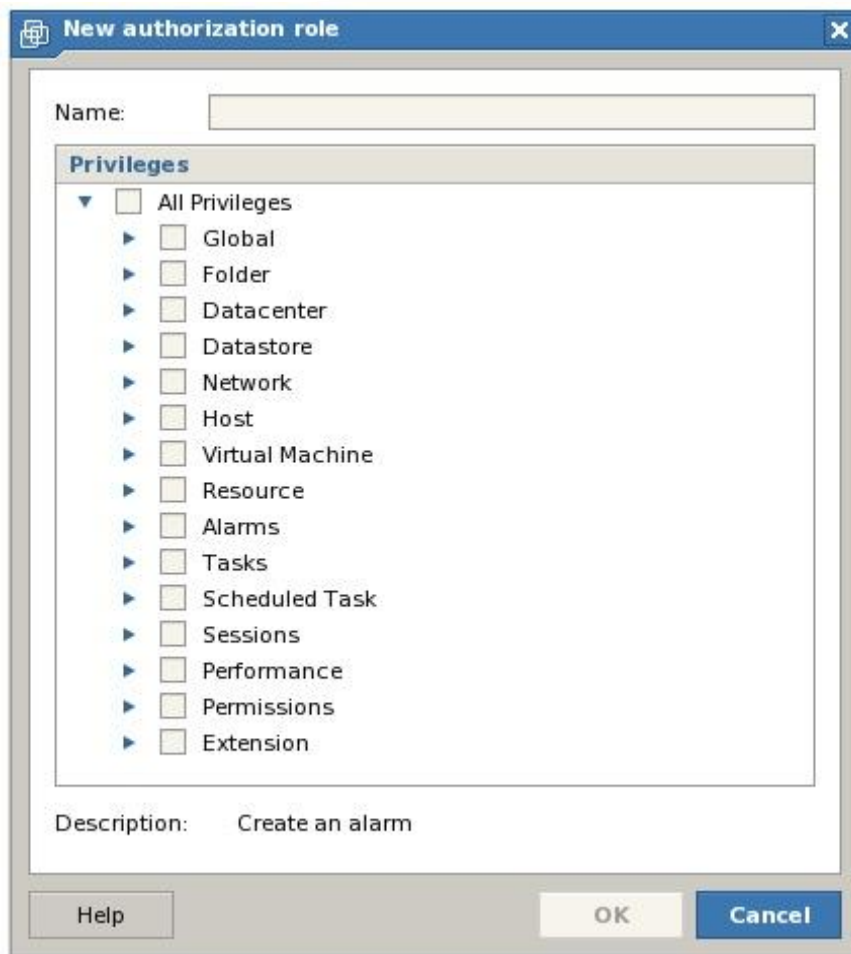 New authorization role
Name:
Privileges
All Privileges
Global
Folder
Datacenter
Datastore
Network
Host
Virtual Machine
Resource
Alarms
Tasks
Scheduled Task
Sessions
Performance
Permissions
Extension
Description: Create an alarm
Help OK Cancel